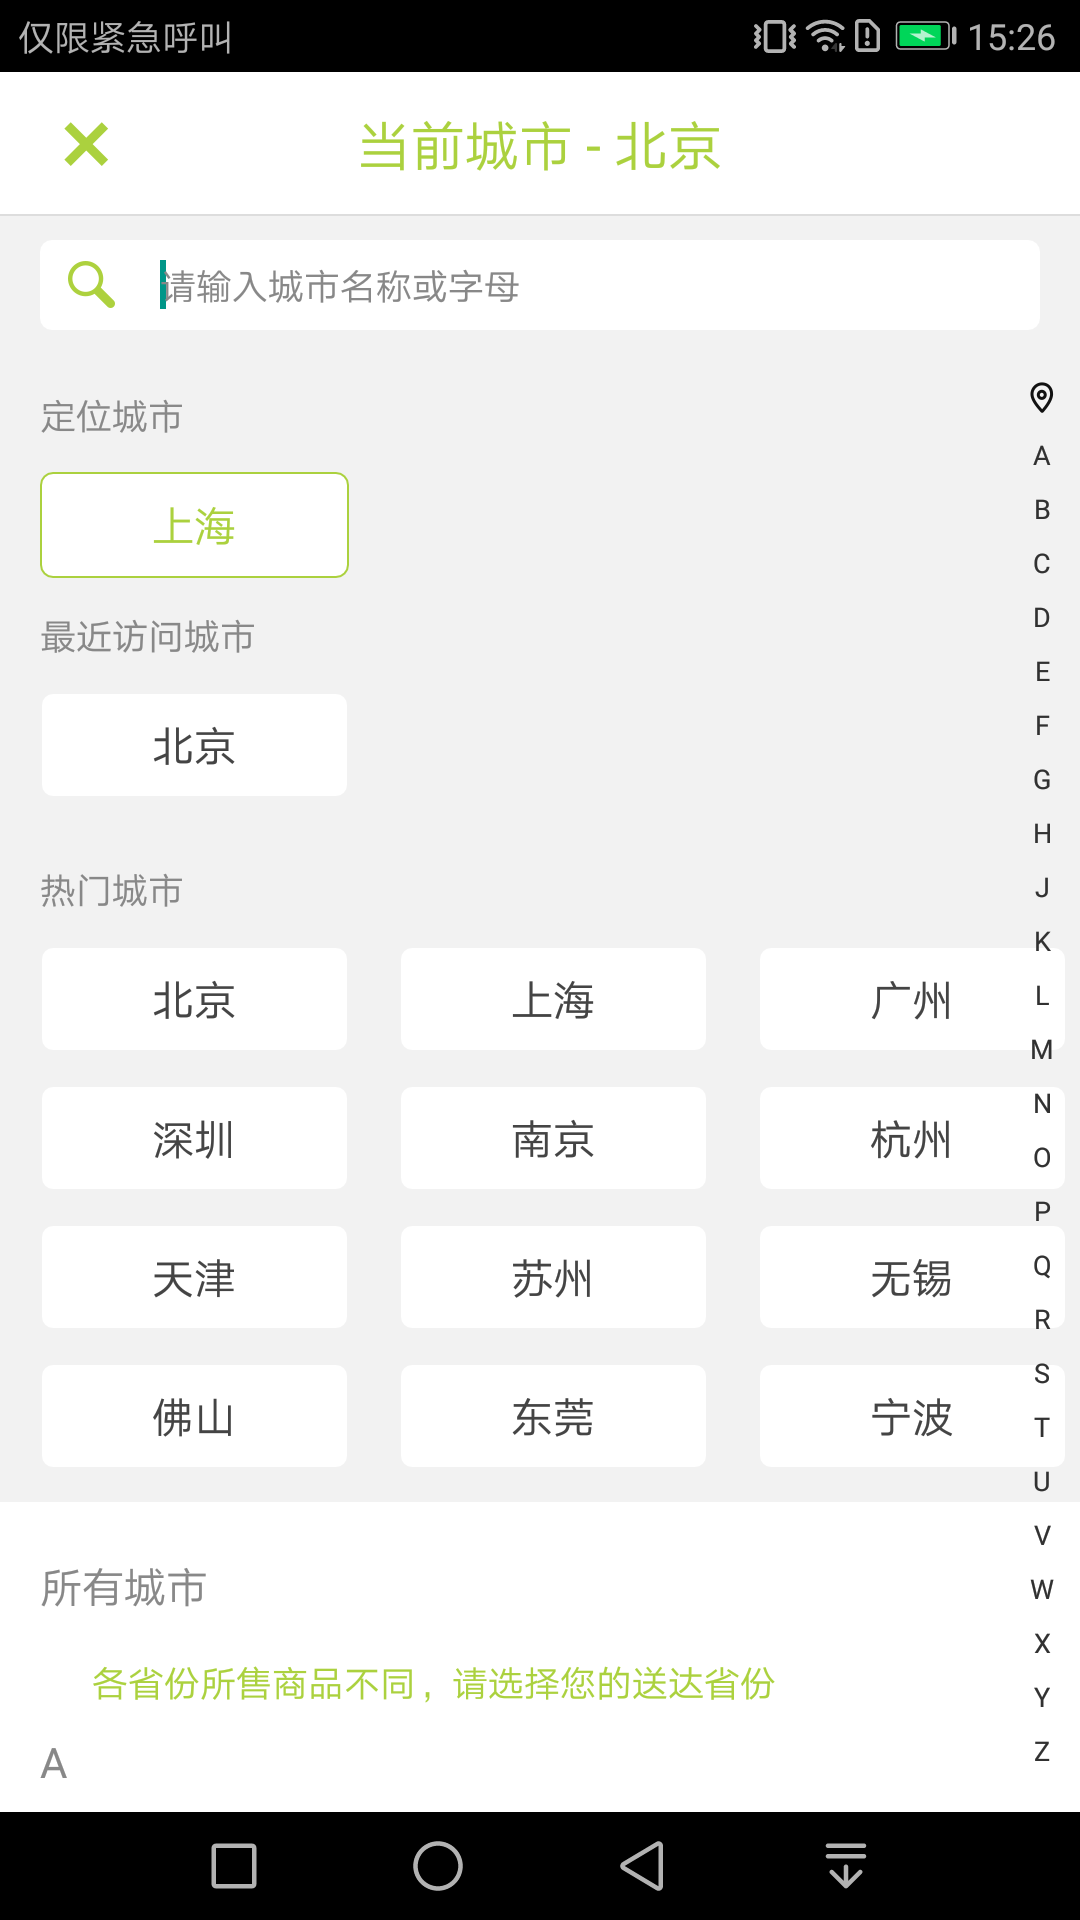 仅限紧急呼叫
15:26
当前城市 - 北京
请输入城市名称或字母
定位城市
上海
最近访问城市
北京
热门城市
北京 上海 广州
深圳 南京 杭州
天津 苏州 无锡
佛山 东莞 宁波
所有城市
各省份所售商品不同，请选择您的送达省份
A
A
B
C
D
E
F
G
H
J
K
L
M
N
O
P
Q
R
S
T
U
V
W
X
Y
Z